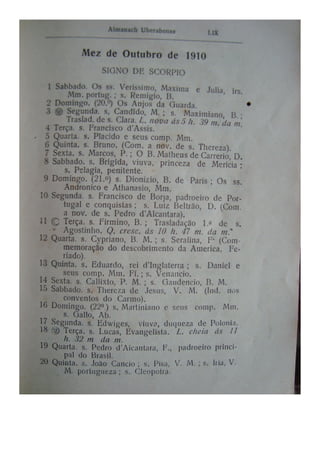 Almanach Uberabense LIX
Mez de Outubro de 1910
SIGNO DE SCORPIO
1 Sabbado. Os ss. Verissimo, Maxima e Julia, irs.
Mm. portug.; s. Remigio, B.
2 Domingo. (20.º) Os Anjos da Guarda.
3 Segunda. s. Candido, M.; s. Maximiano, B.;
Traslad. de s. Clara. L. nova ás 5 h. 39 m. da m.
4 Terça. s. Francisco d'Assis.
5 Quarta. s. Placido e seus comp. Mm.
6 Quinta. s. Bruno, (Com. a nov. de s. Thereza).
7 Sexta. s. Marcos, P.; O B. Matheus de Carrerio, D.
8 Sabbado. s. Brigida, viuva, princeza de Mericia;
s. Pelagia, penitente.
9 Domingo. (21.º) s. Dionizio, B. de Paris; Os ss.
Andronico e Athanasio, Mm.
10 Segunda. s. Francisco de Borja, padroeiro de Por-
tugal e conquistas; s. Luiz Beltrão, D. (Com.
a nov. de s. Pedro d'Alcantara).
11 Terça. s. Firmino, B.; Trasladação 1.ª de s.
Agostinho. Q. cresc. ás 10 h. 47 m. da m.
12 Quarta. s. Cypriano, B. M.; s. Serafina, Fª (Com-
memoração do descobrimento da America. Fe-
riado).
13 Quinta. s. Eduardo, rei d'Inglaterra; s. Daniel e
seus comp. Mm. Ff.; s. Venancio.
14 Sexta. s. Callixto, P. M.; s. Gaudencio, B. M.
15 Sabbado. s. Thereza de Jesus, V. M. (Ind. nos
conventos do Carmo).
16 Domingo. (22º) s. Martiniano e seus comp. Mm.
s. Gallo, Ab.
17 Segunda. s. Edwiges, viuva, duqueza de Polonia.
18 Terça. s. Lucas, Evangelista. L. cheia ás 11
h. 32 m da m.
19 Quarta. s. Pedro d'Alcantara, F., padroeiro princi-
pal do Brasil.
20 Quinta. s. João Cancio; s. Pisa, V. M.; s. Iria, V.
M. portugueza; s. Cleopatra.